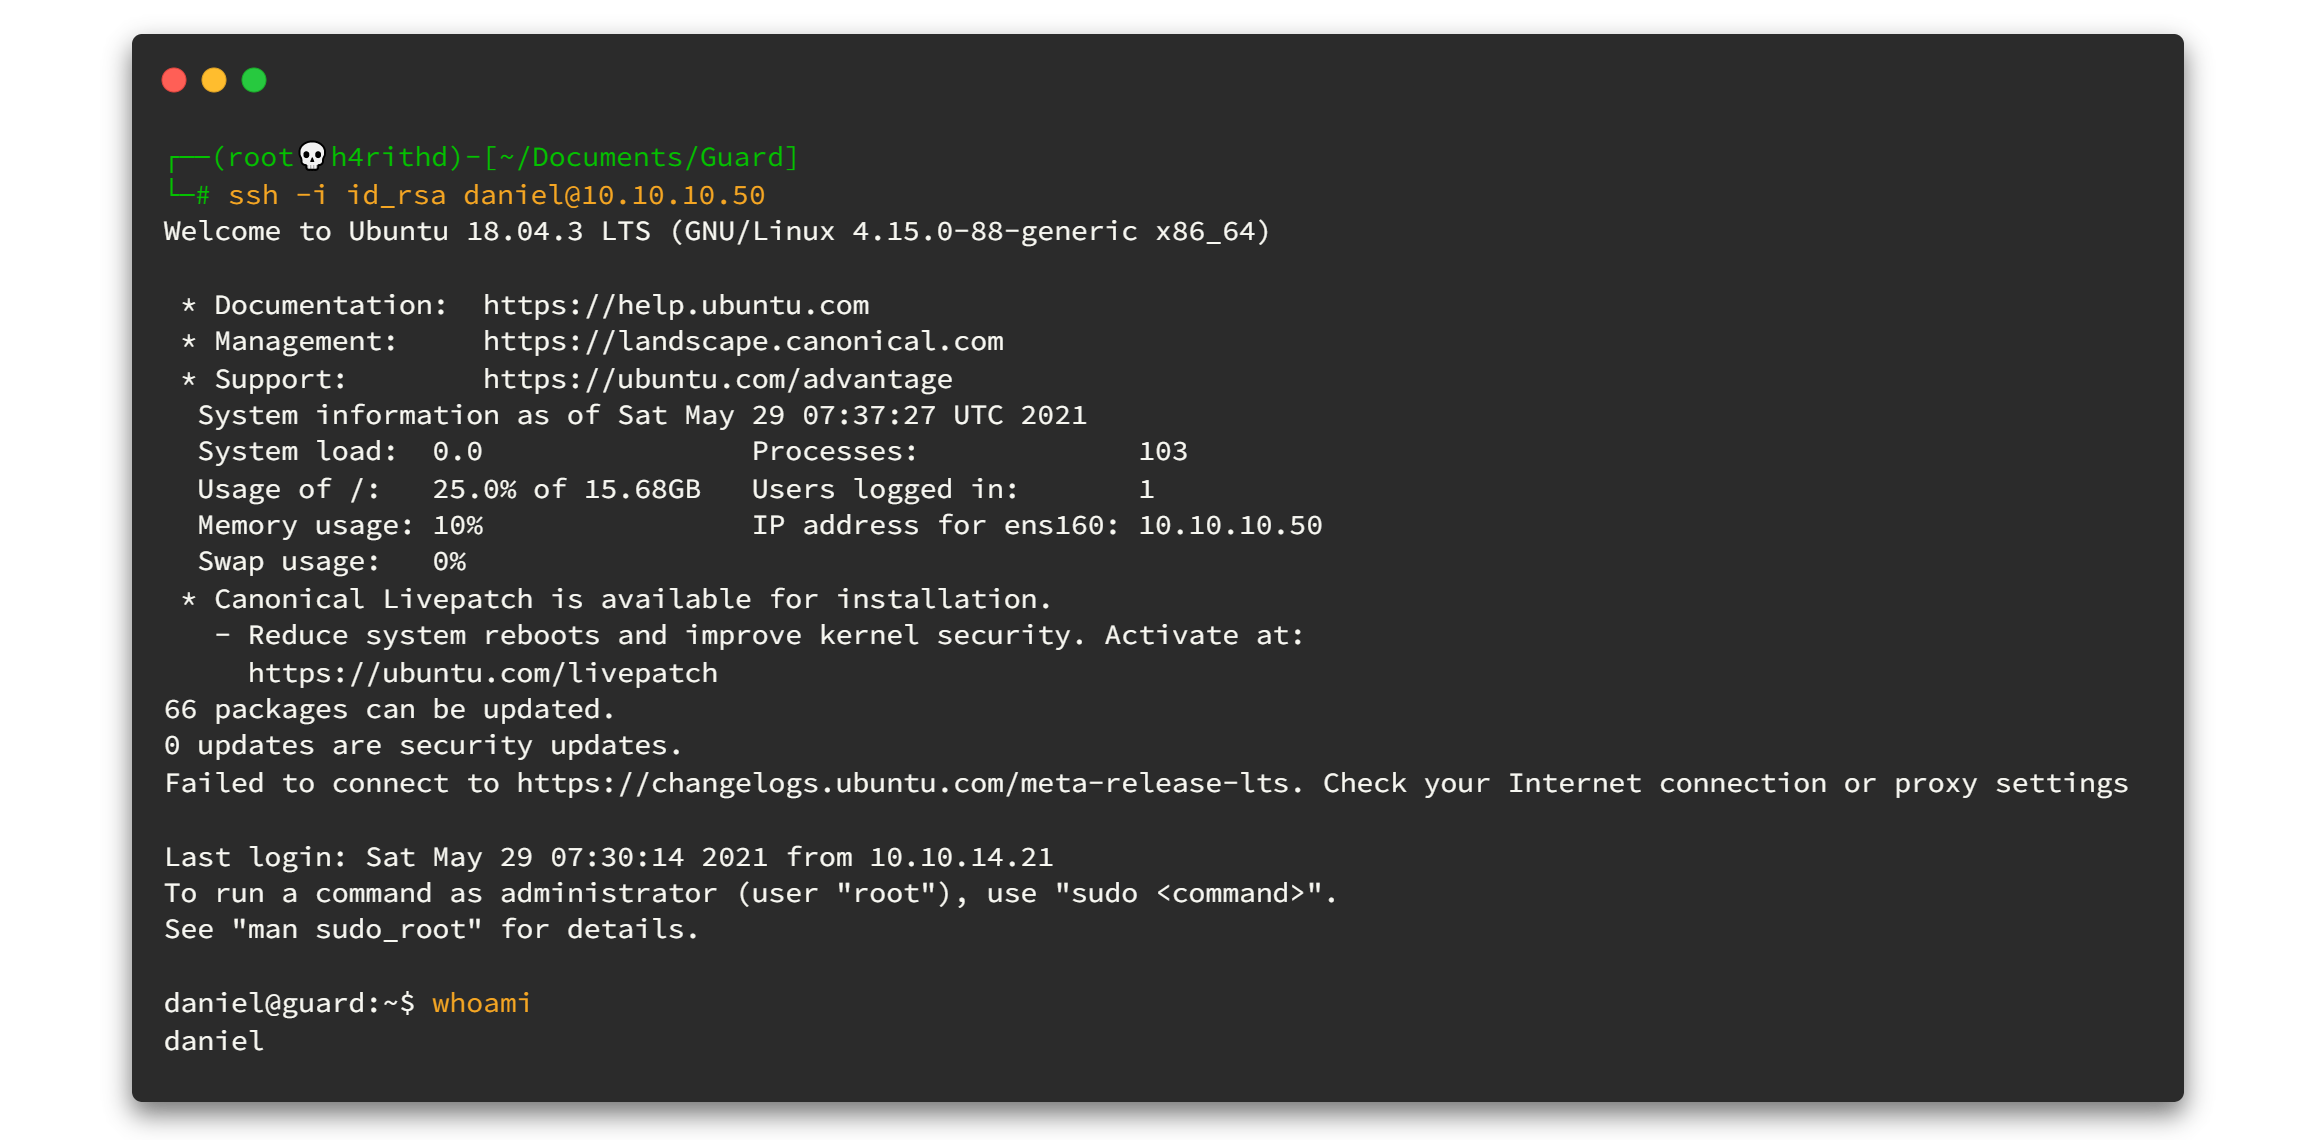 ┌──(root💀h4rithd)-[~/Documents/Guard]
└─# ssh -i id_rsa daniel@10.10.10.50
Welcome to Ubuntu 18.04.3 LTS (GNU/Linux 4.15.0-88-generic x86_64)

 * Documentation:  https://help.ubuntu.com
 * Management:     https://landscape.canonical.com
 * Support:        https://ubuntu.com/advantage
  System information as of Sat May 29 07:37:27 UTC 2021
  System load:  0.0                Processes:             103
  Usage of /:   25.0% of 15.68GB   Users logged in:       1
  Memory usage: 10%                IP address for ens160: 10.10.10.50
  Swap usage:   0%
 * Canonical Livepatch is available for installation.
   - Reduce system reboots and improve kernel security. Activate at:
     https://ubuntu.com/livepatch
66 packages can be updated.
0 updates are security updates.
Failed to connect to https://changelogs.ubuntu.com/meta-release-lts. Check your Internet connection or proxy settings

Last login: Sat May 29 07:30:14 2021 from 10.10.14.21
To run a command as administrator (user "root"), use "sudo <command>".
See "man sudo_root" for details.

daniel@guard:~$ whoami
daniel